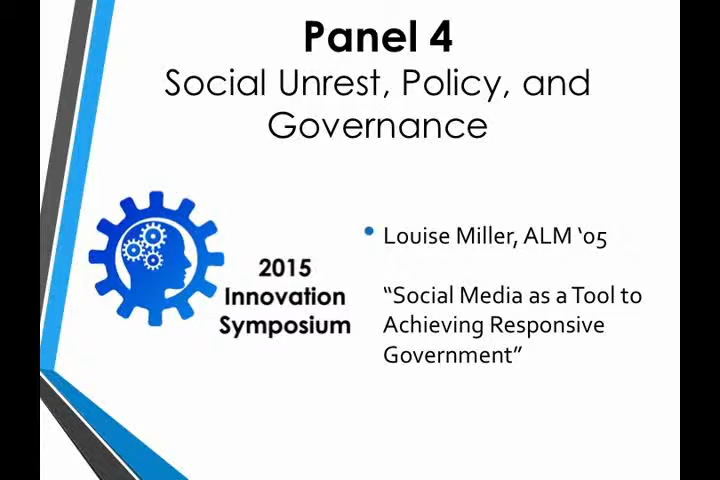 Panel 4
Social Unrest, Policy, and
Governance
2015
Innovation
Symposium
• Louise Miller, ALM ‘05
“Social Media as a Tool to
Achieving Responsive
Government”